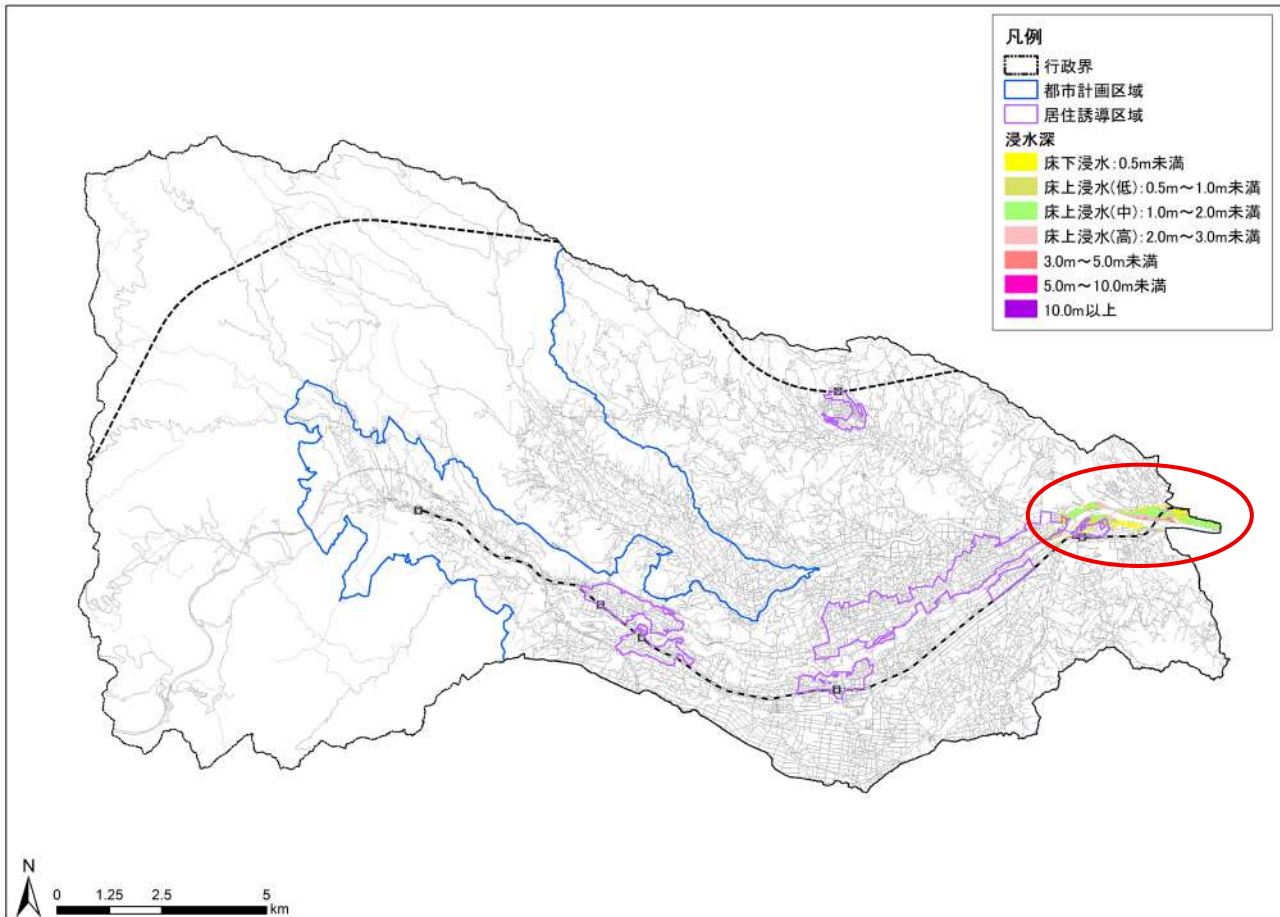 凡例
行政界
都市計画区域
居住誘導区域
浸水深
床下浸水:0.5m未満
床上浸水(低):0.5m～1.0m未満
床上浸水(中):1.0m～2.0m未満
床上浸水(高):2.0m～3.0m未満
3.0m～5.0m未満
5.0m～10.0m未満
10.0m以上
N
0 1.25 2.5 5
km